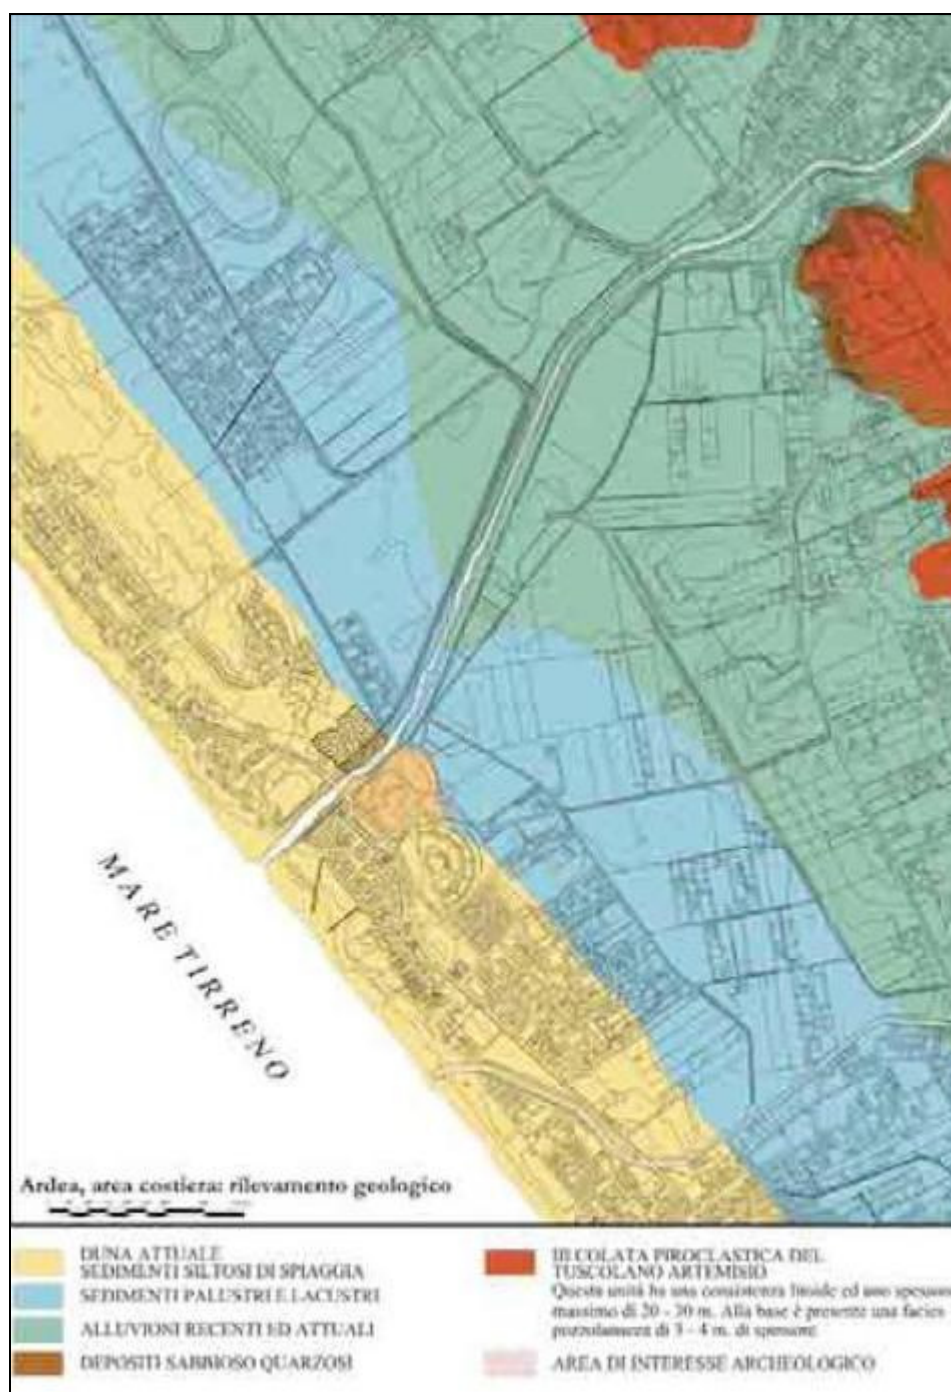 MARE TIRRENO
Ardea, area costiera: rilevamento geologico
DUNA ATTUALE
SEDIMENTI SILTOSI DI SPIAGGIA
SEDIMENTI PALUSTRI E LACUSTRI
ALLUVIONI RECENTI ED ATTUALI
DEPOSITI SABBIOSO QUARZOSI
III COLATA PIROCLASTICA DEL
TUSCOLANO ARTEMISIO
Questa unità ha una consistenza litoide ed uno spessore
massimo di 20 - 30 m. Alla base è presente una facies
pozzolanacea di 3 - 4 m. di spessore
AREA DI INTERESSE ARCHEOLOGICO